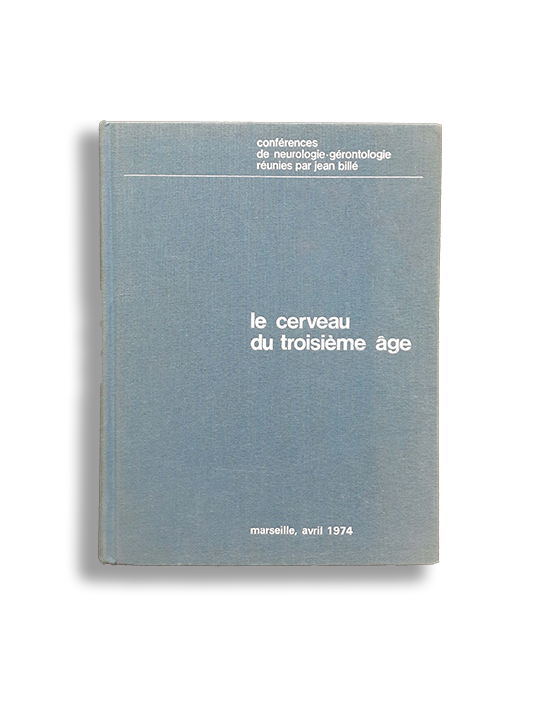 conférences
de neurologie-gérontologie
réunies par jean billé
le cerveau
du troisième âge
marseille, avril 1974